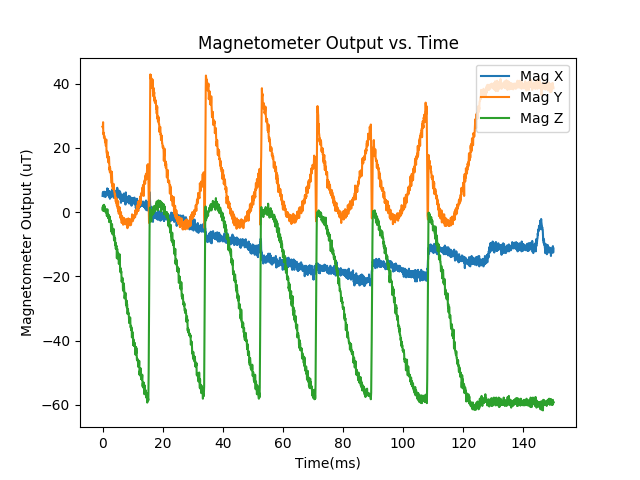 Magnetometer Output vs. Time
Mag X
Mag Y
Mag Z
Magnetometer Output (uT)
40
20
0
−20
−40
−60
0 20 40 60 80 100 120 140
Time(ms)